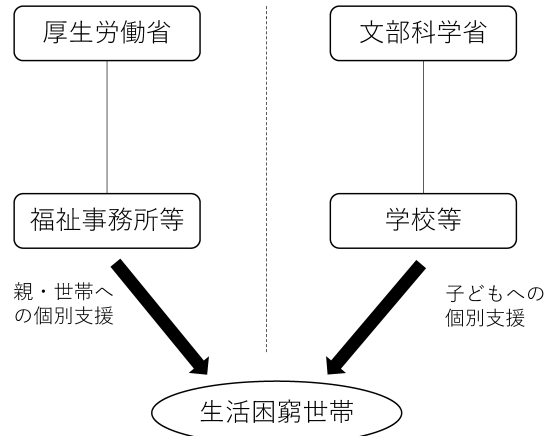 厚生労働省
文部科学省
福祉事務所等
学校等
親・世帯へ
の個別支援
子どもへの
個別支援
生活困窮世帯